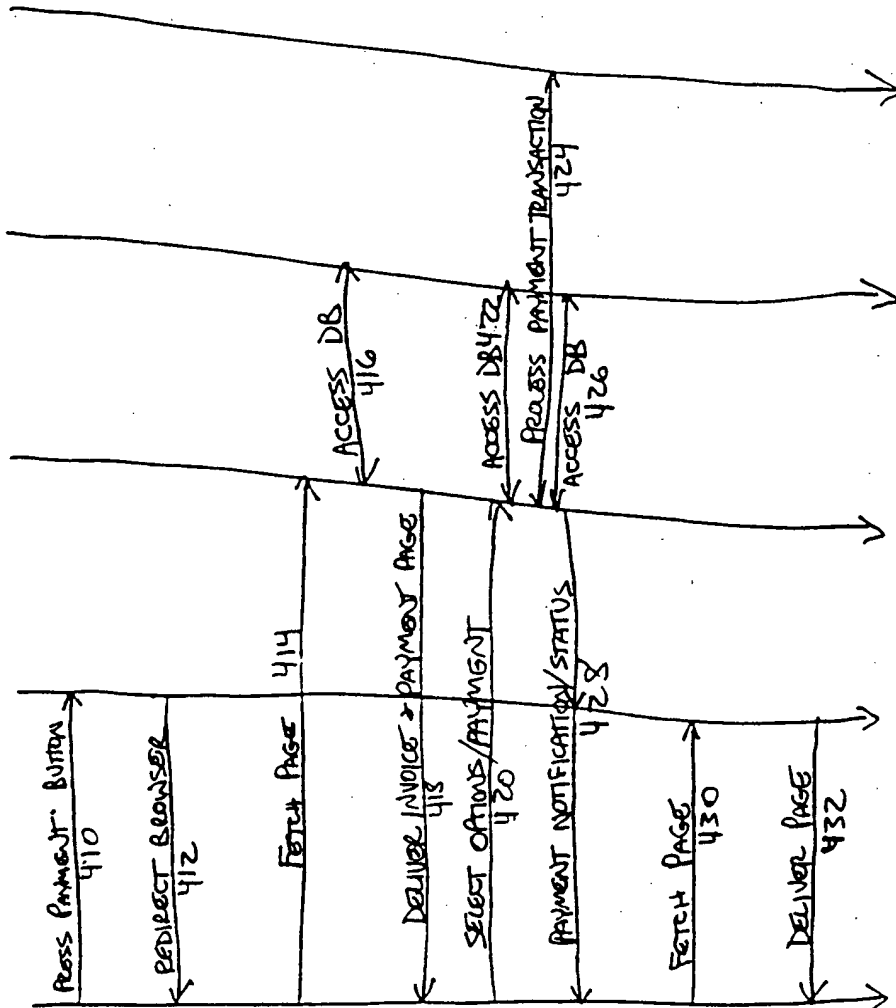 PRESS PAYMENT BUTTON
410
REDIRECT BROWSER
412
FETCH PAGE 414
ACCESS DB
416
DELIVER INVOICE & PAYMENT PAGE
418
SELECT OPTIONS/PAYMENT
420
ACCESS DB 422
PROCESS PAYMENT TRANSACTION
424
ACCESS DB
426
PAYMENT NOTIFICATION/STATUS
428
FETCH PAGE
430
DELIVER PAGE
432